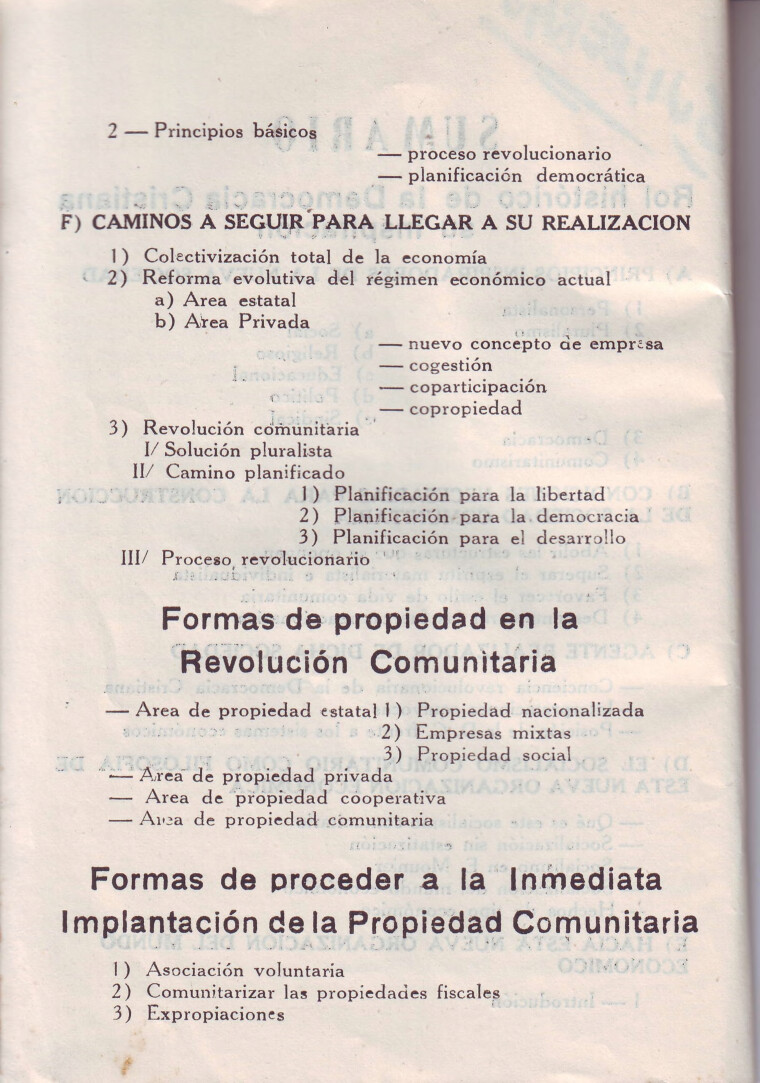 2 — Principios básicos
— proceso revolucionario
— planificación democrática
F) CAMINOS A SEGUIR PARA LLEGAR A SU REALIZACION
1) Colectivización total de la economía
2) Reforma evolutiva del régimen económico actual
a) Area estatal
b) Area Privada
— nuevo concepto de empresa
— cogestión
— coparticipación
— copropiedad
3) Revolución comunitaria
I/ Solución pluralista
II/ Camino planificado
1) Planificación para la libertad
2) Planificación para la democracia
3) Planificación para el desarrollo
III/ Proceso revolucionario
Formas de propiedad en la
Revolución Comunitaria
— Area de propiedad estatal 1) Propiedad nacionalizada
2) Empresas mixtas
3) Propiedad social
— Area de propiedad privada
— Area de propiedad cooperativa
— Area de propiedad comunitaria
Formas de proceder a la Inmediata
Implantación de la Propiedad Comunitaria
1) Asociación voluntaria
2) Comunitarizar las propiedades fiscales
3) Expropiaciones